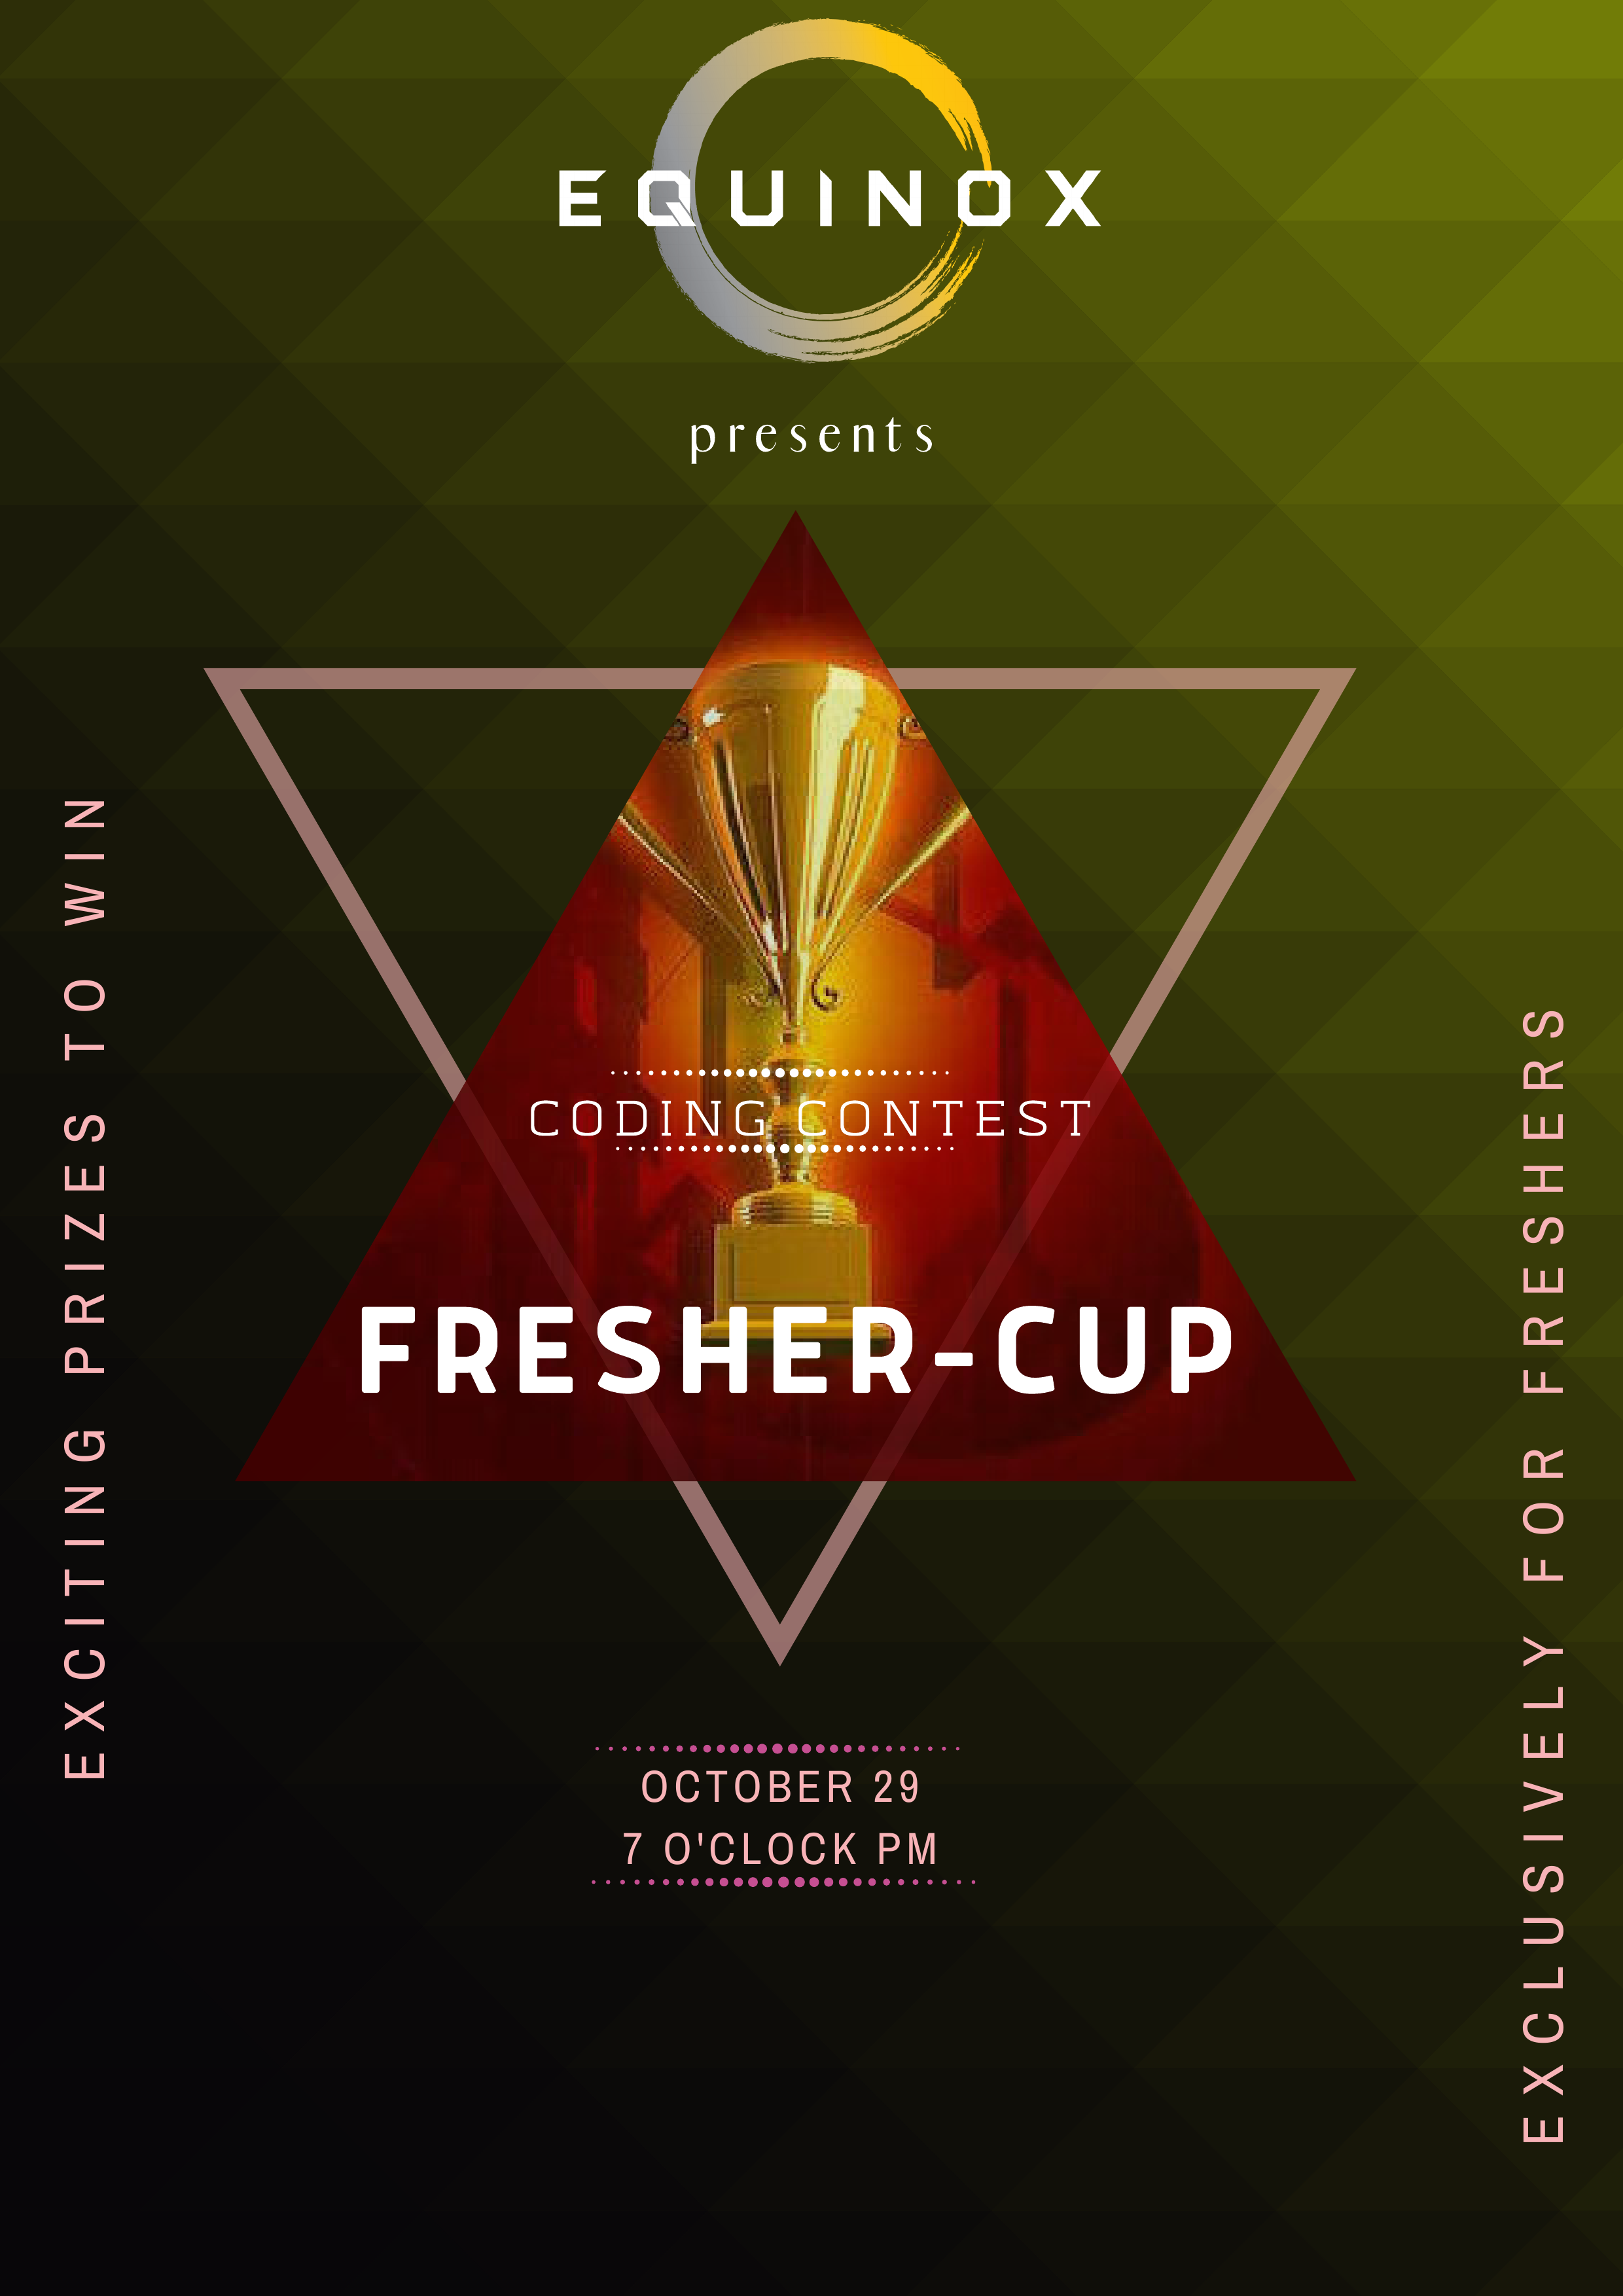 EQUINOX
presents
CODING CONTEST
FRESHER-CUP
EXCITING PRIZES TO WIN
EXCLUSIVELY FOR FRESHERS
OCTOBER 29
7 O'CLOCK PM